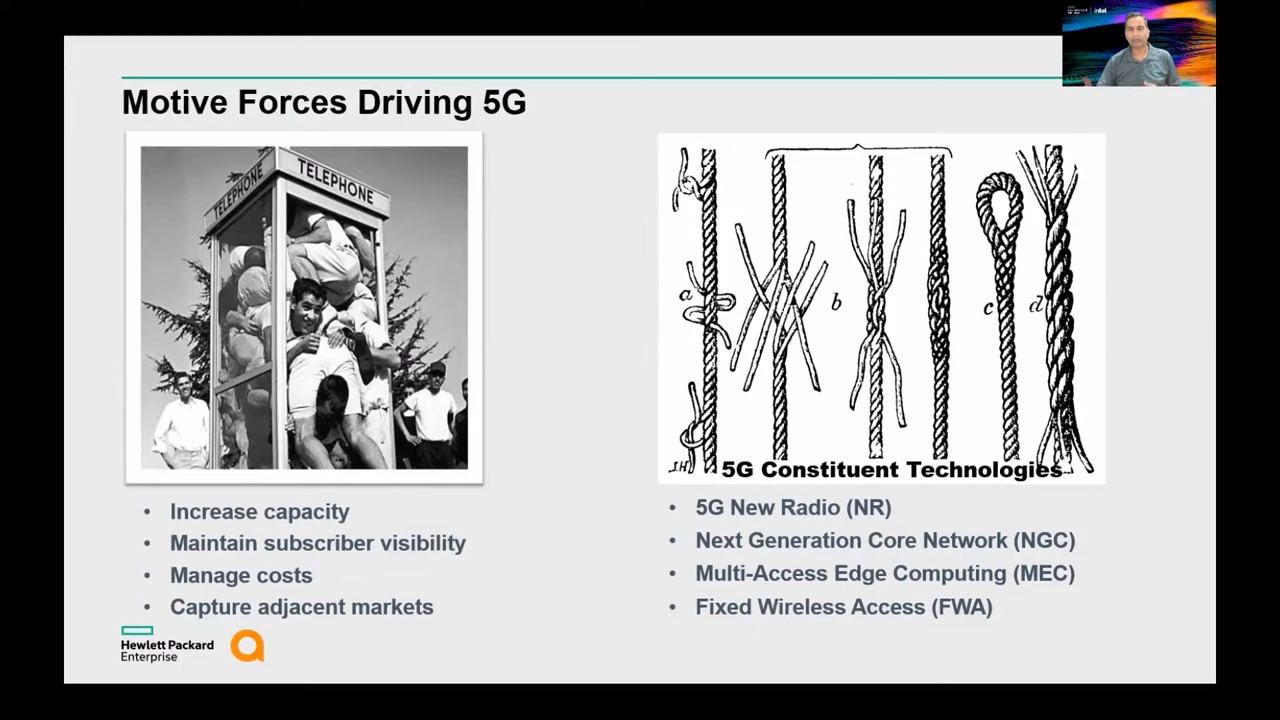 intel
Motive Forces Driving 5G
TELEPHONE
TELEPHONE
a
b
c
d
J.H.
5G Constituent Technologies
• Increase capacity
• Maintain subscriber visibility
• Manage costs
• Capture adjacent markets
• 5G New Radio (NR)
• Next Generation Core Network (NGC)
• Multi-Access Edge Computing (MEC)
• Fixed Wireless Access (FWA)
Hewlett Packard
Enterprise